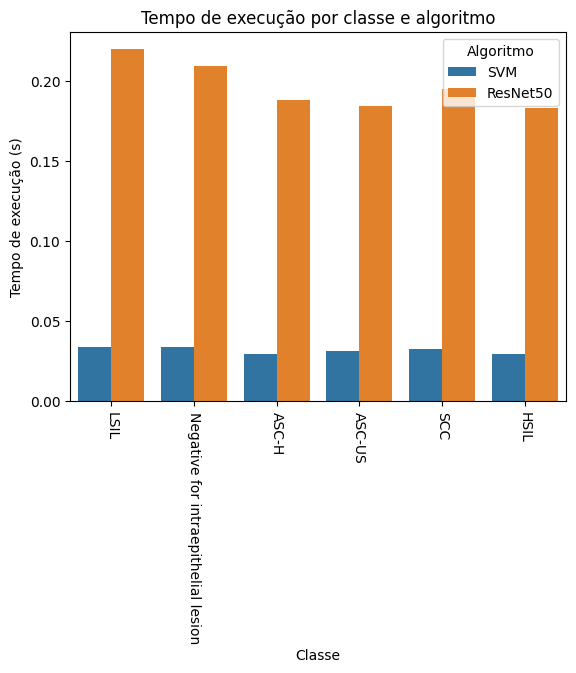 Tempo de execução por classe e algoritmo
Algoritmo
SVM
ResNet50
Tempo de execução (s)
0.20
0.15
0.10
0.05
0.00
LSIL
Negative for intraepithelial lesion
ASC-H
ASC-US
SCC
HSIL
Classe